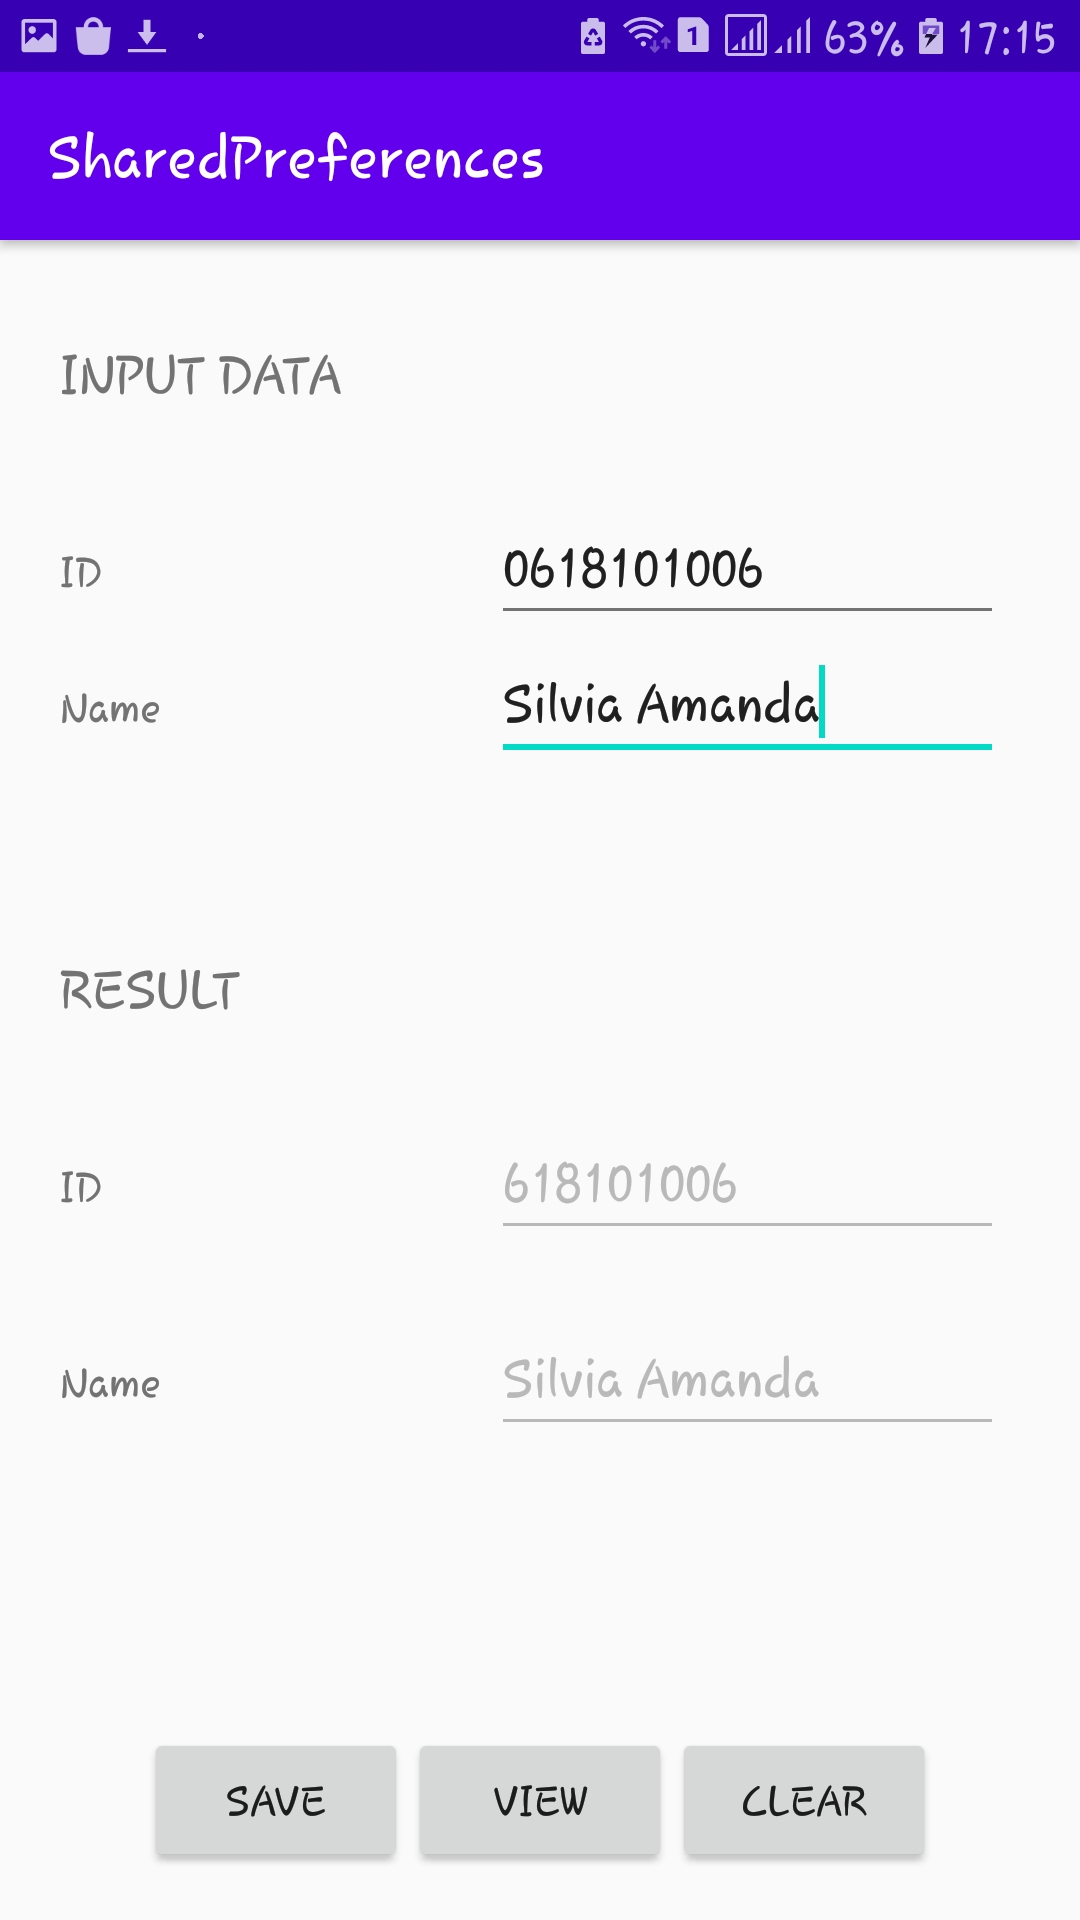 1 63% 17:15
SharedPreferences
INPUT DATA
ID 0618101006
Name Silvia Amanda
RESULT
ID 618101006
Name Silvia Amanda
SAVE VIEW CLEAR